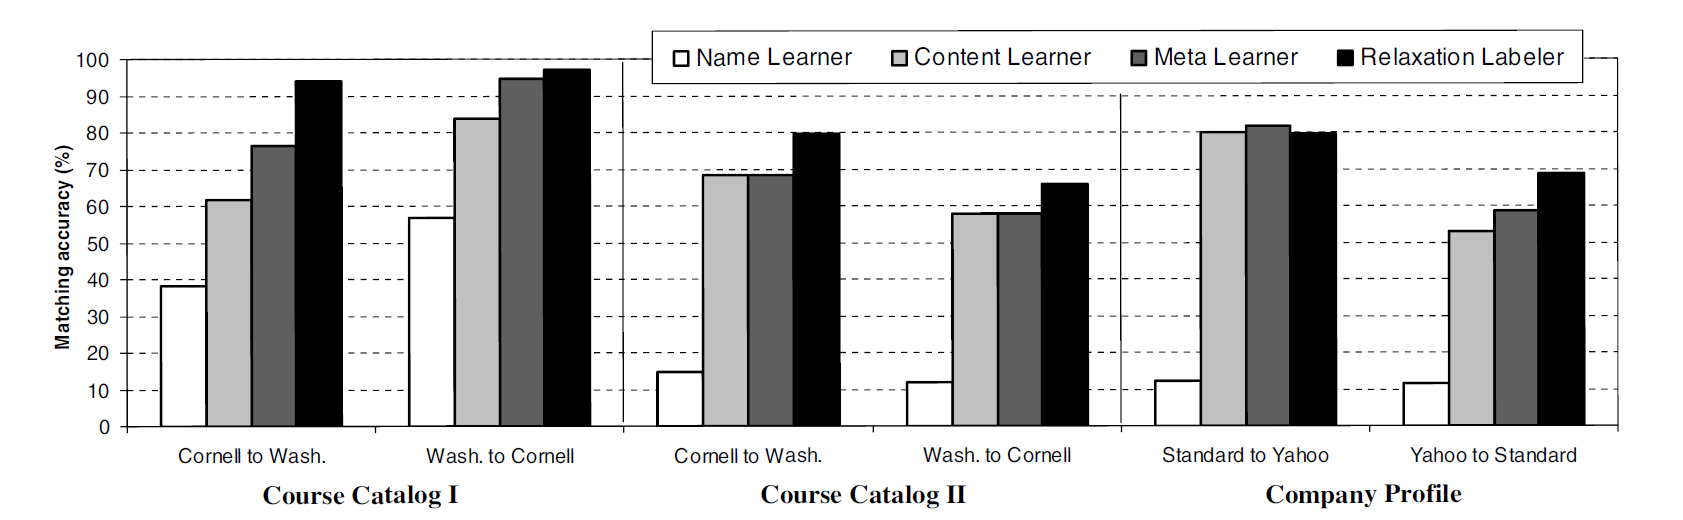 Name Learner Content Learner Meta Learner Relaxation Labeler
Matching accuracy (%)
100
90
80
70
60
50
40
30
20
10
0
Cornell to Wash. Wash. to Cornell Cornell to Wash. Wash. to Cornell Standard to Yahoo Yahoo to Standard
Course Catalog I Course Catalog II Company Profile